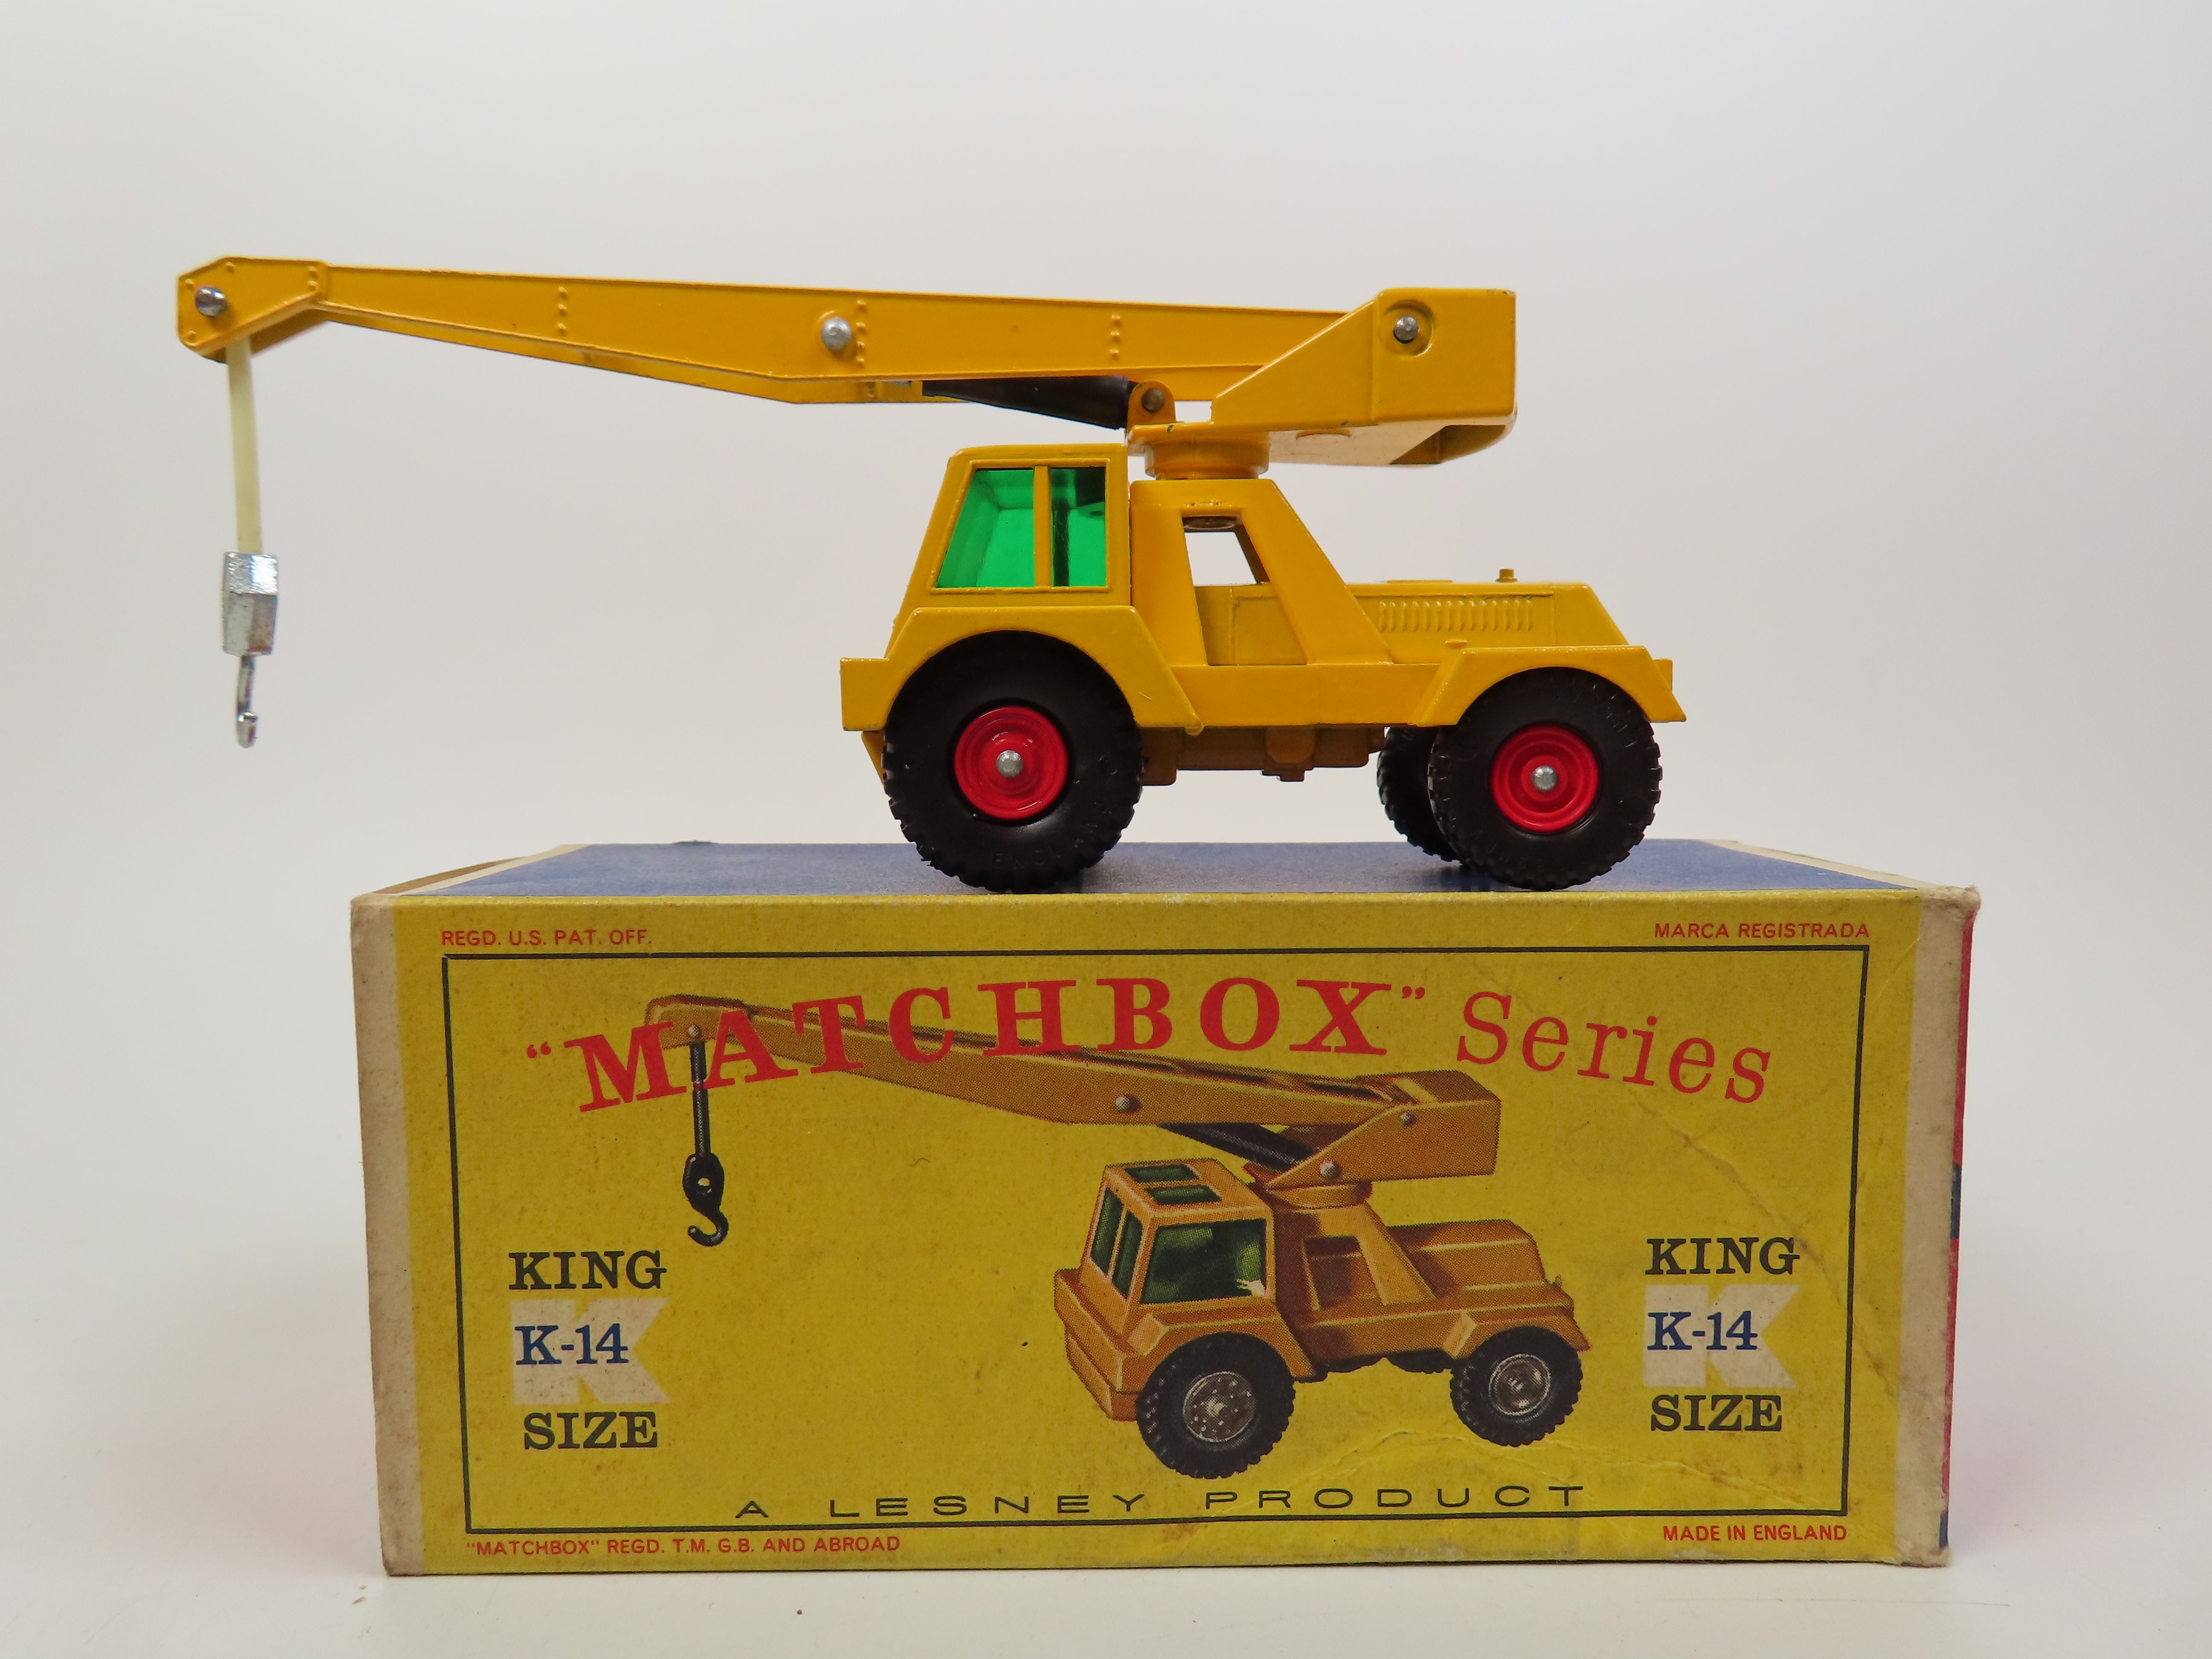 REGD. U.S. PAT. OFF.
MARCA REGISTRADA
"MATCHBOX" Series
KING
K-14
SIZE
KING
K-14
SIZE
A LESNEY PRODUCT
"MATCHBOX" REGD. T.M. G.B. AND ABROAD
MADE IN ENGLAND